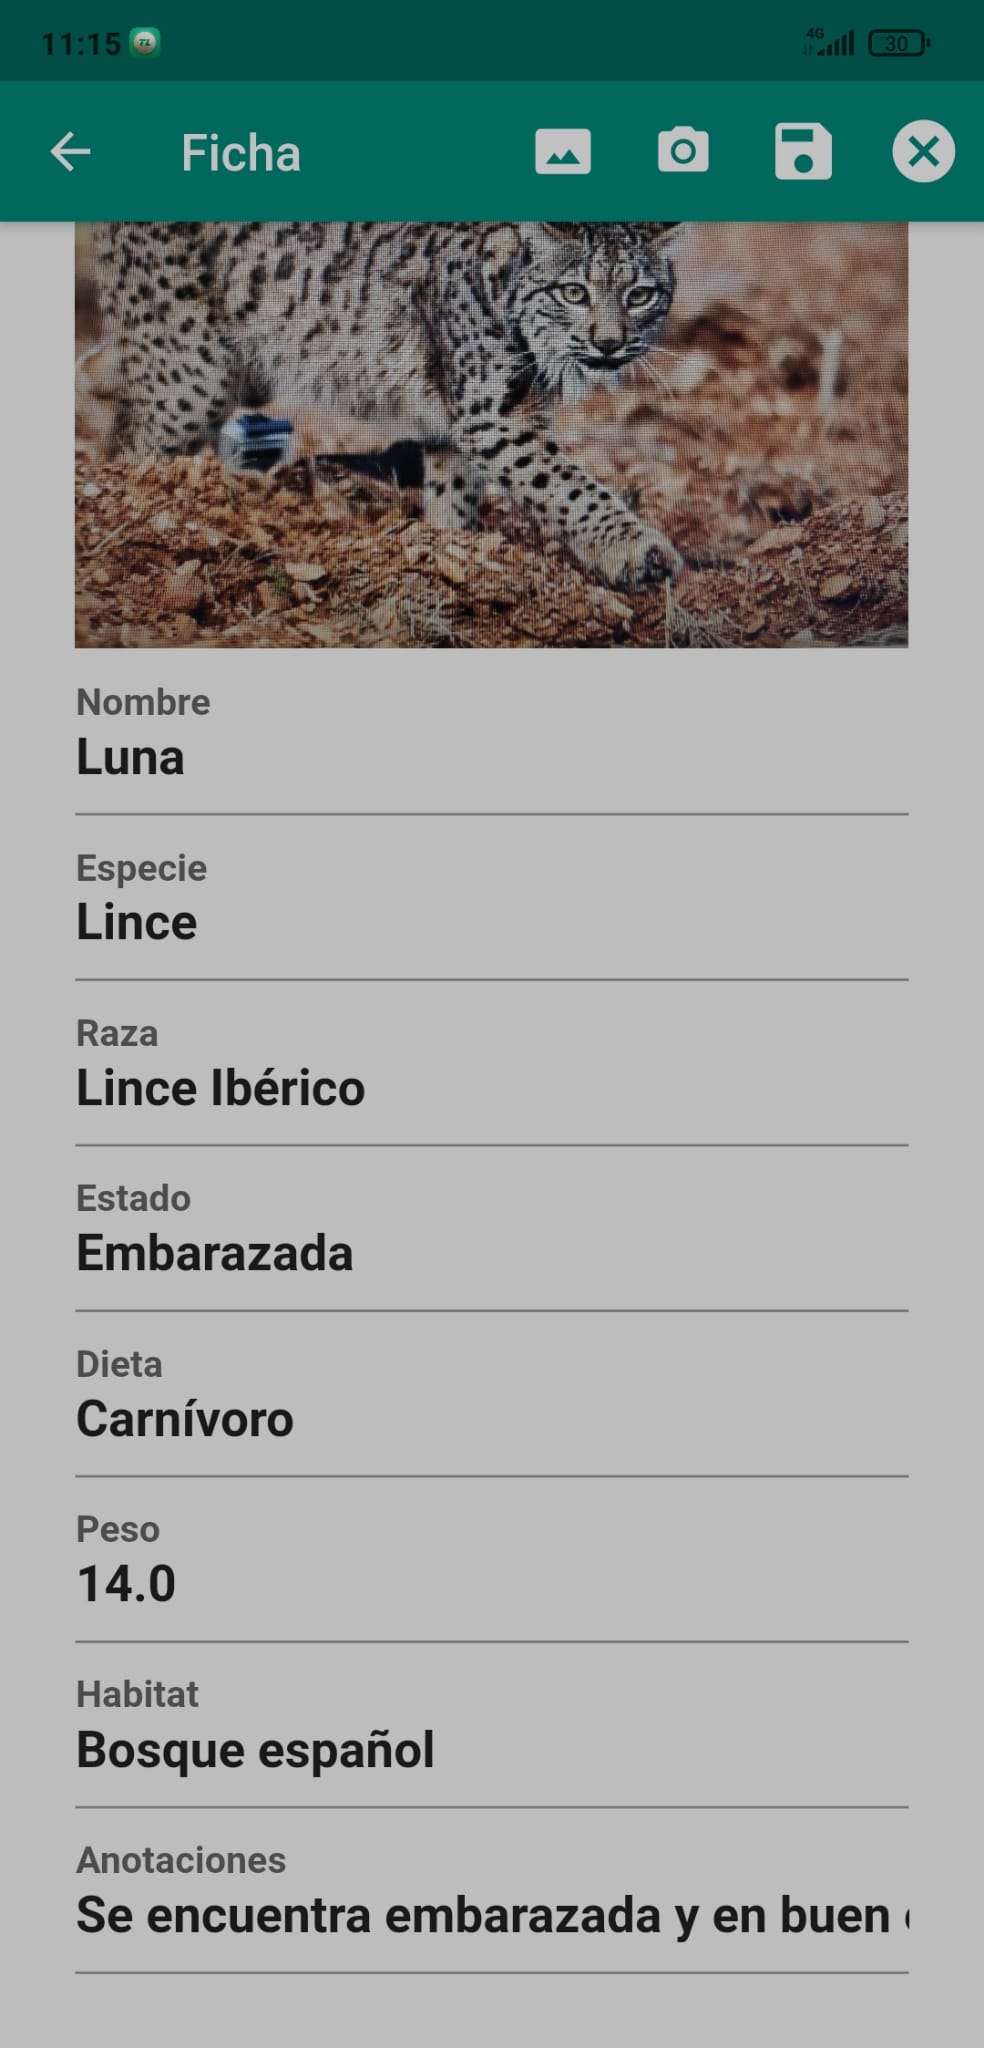 11:15
4G
30
Ficha
Nombre
Luna
Especie
Lince
Raza
Lince Ibérico
Estado
Embarazada
Dieta
Carnívoro
Peso
14.0
Habitat
Bosque español
Anotaciones
Se encuentra embarazada y en buen